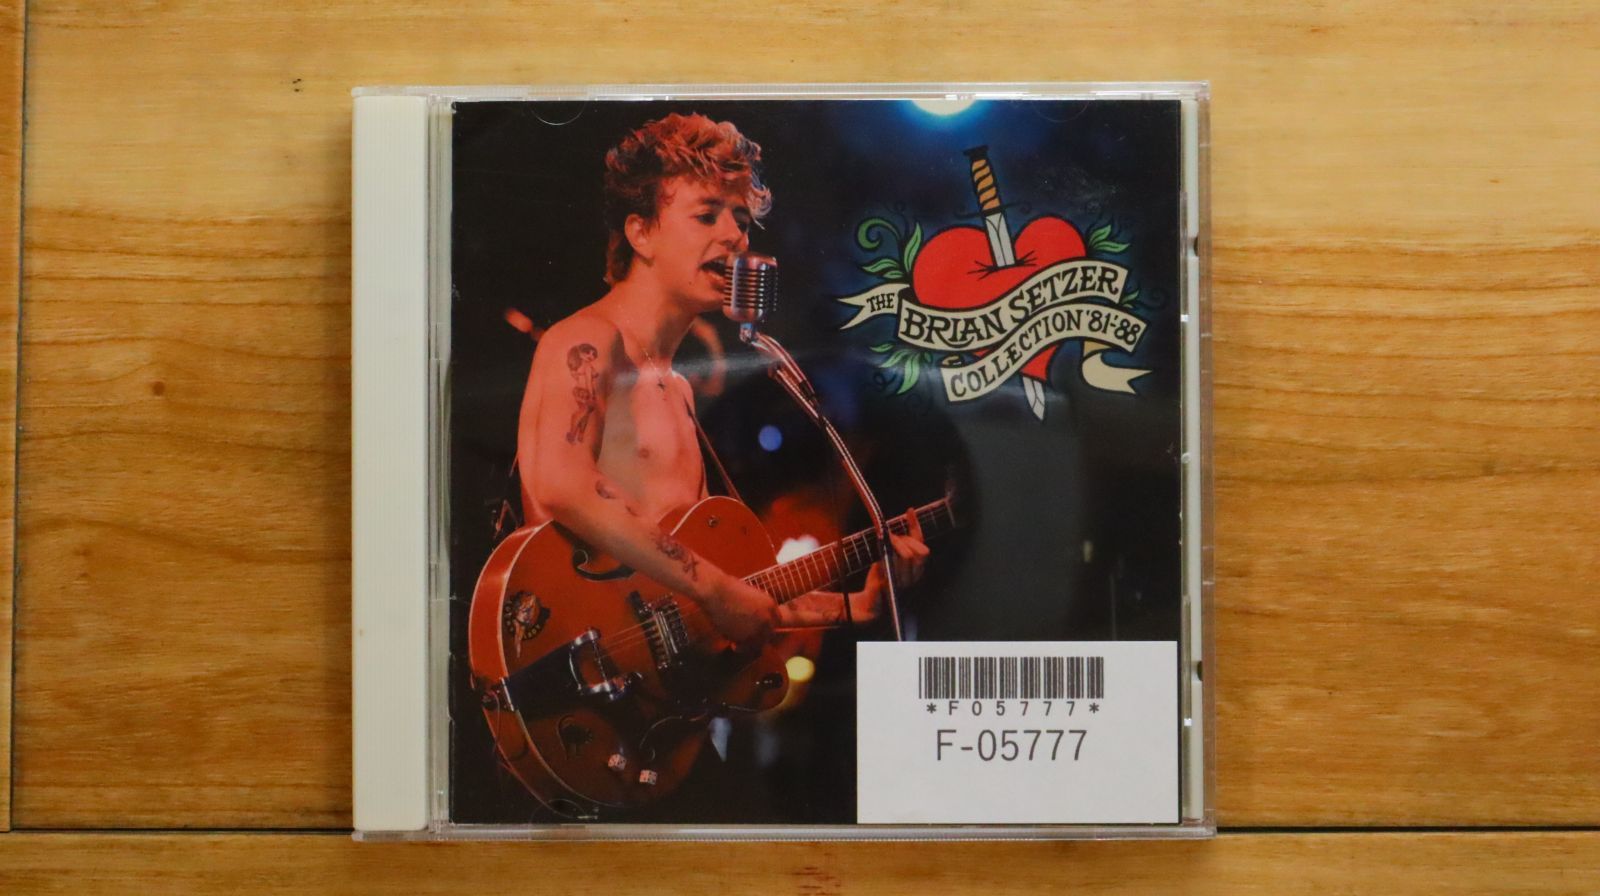 THE
BRIAN SETZER
COLLECTION '81-'88
*F05777*
F-05777